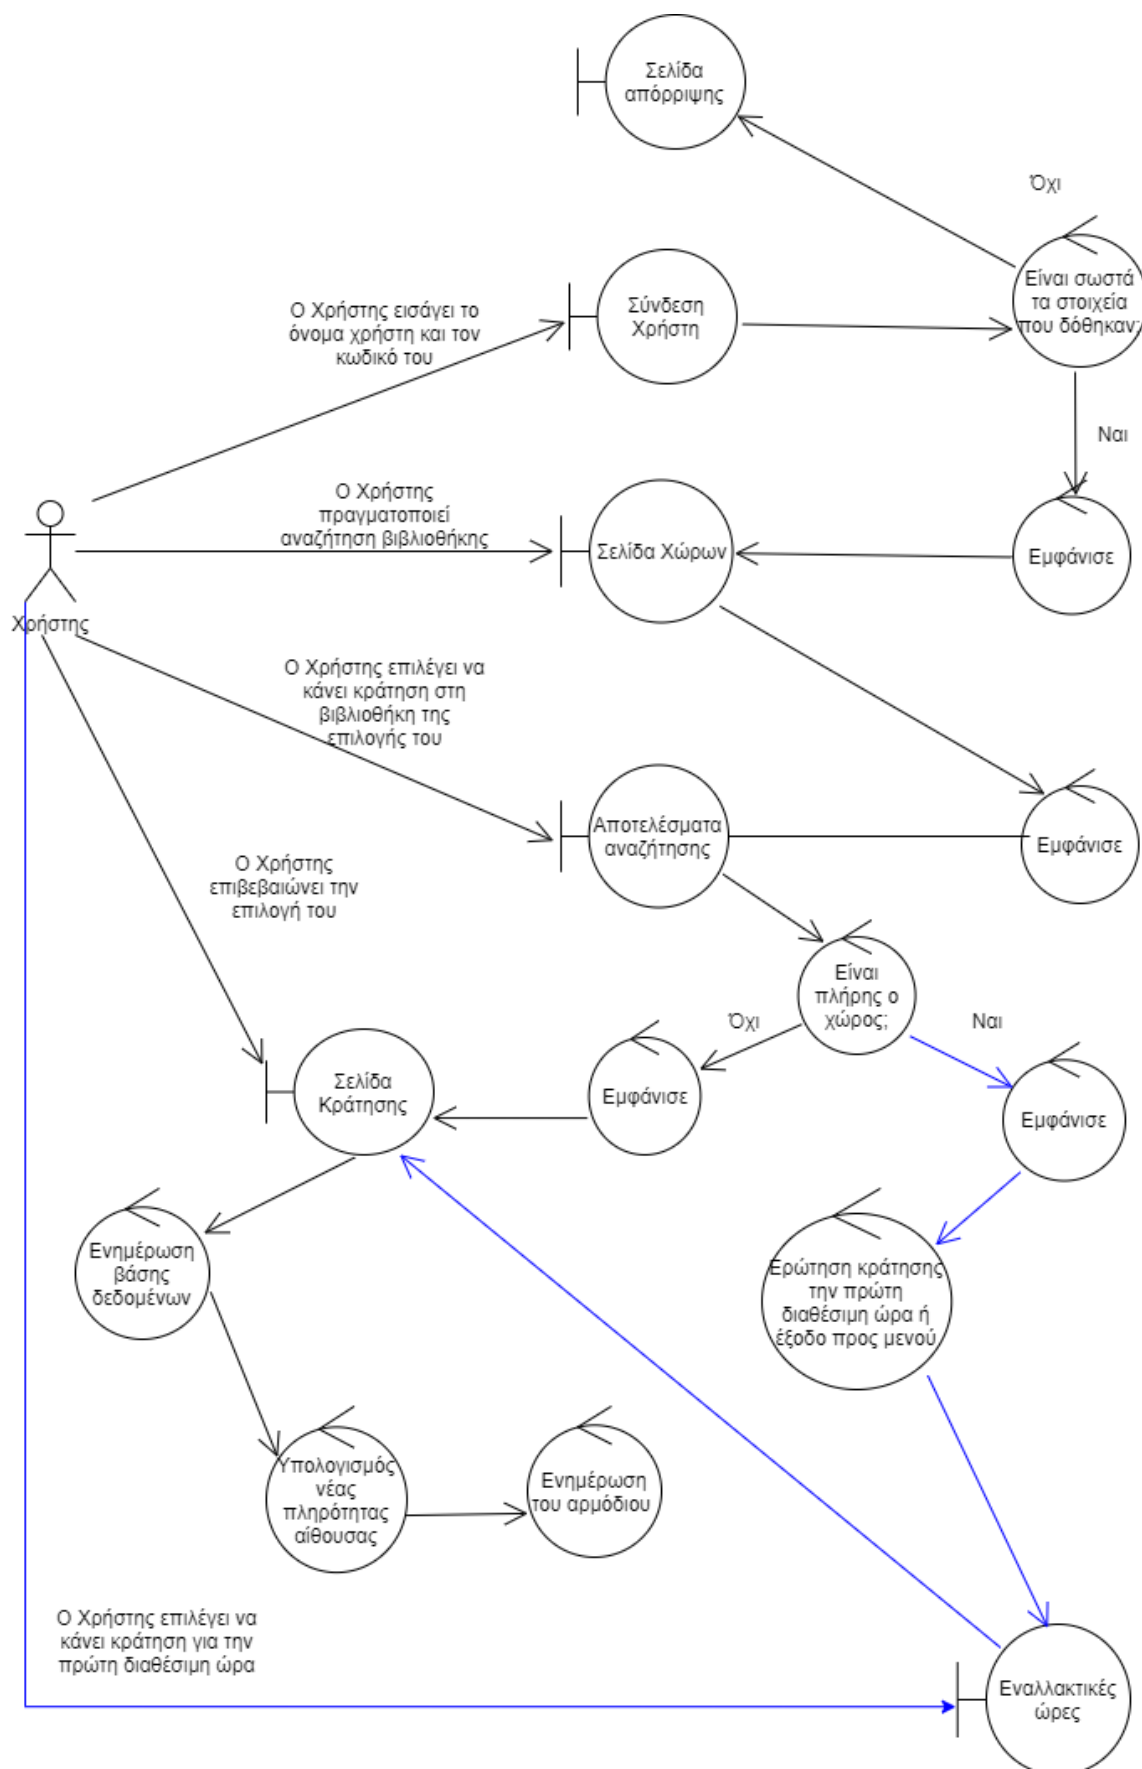 Σελίδα
απόρριψης
Όχι
Είναι σωστά
τα στοιχεία
που δόθηκαν;
Ο Χρήστης εισάγει το
όνομα χρήστη και τον
κωδικό του
Σύνδεση
Χρήστη
Ναι
Ο Χρήστης
πραγματοποιεί
αναζήτηση βιβλιοθήκης
Σελίδα Χώρων
Εμφάνισε
Χρήστης
Ο Χρήστης επιλέγει να
κάνει κράτηση στη
βιβλιοθήκη της
επιλογής του
Αποτελέσματα
αναζήτησης
Εμφάνισε
Ο Χρήστης
επιβεβαιώνει την
επιλογή του
Είναι
πλήρης ο
χώρος;
Όχι
Ναι
Σελίδα
Κράτησης
Εμφάνισε
Εμφάνισε
Ενημέρωση
βάσης
δεδομένων
Ερώτηση κράτησης
την πρώτη
διαθέσιμη ώρα ή
έξοδο προς μενού
Υπολογισμός
νέας
πληρότητας
αίθουσας
Ενημέρωση
του αρμόδιου
Ο Χρήστης επιλέγει να
κάνει κράτηση για την
πρώτη διαθέσιμη ώρα
Εναλλακτικές
ώρες